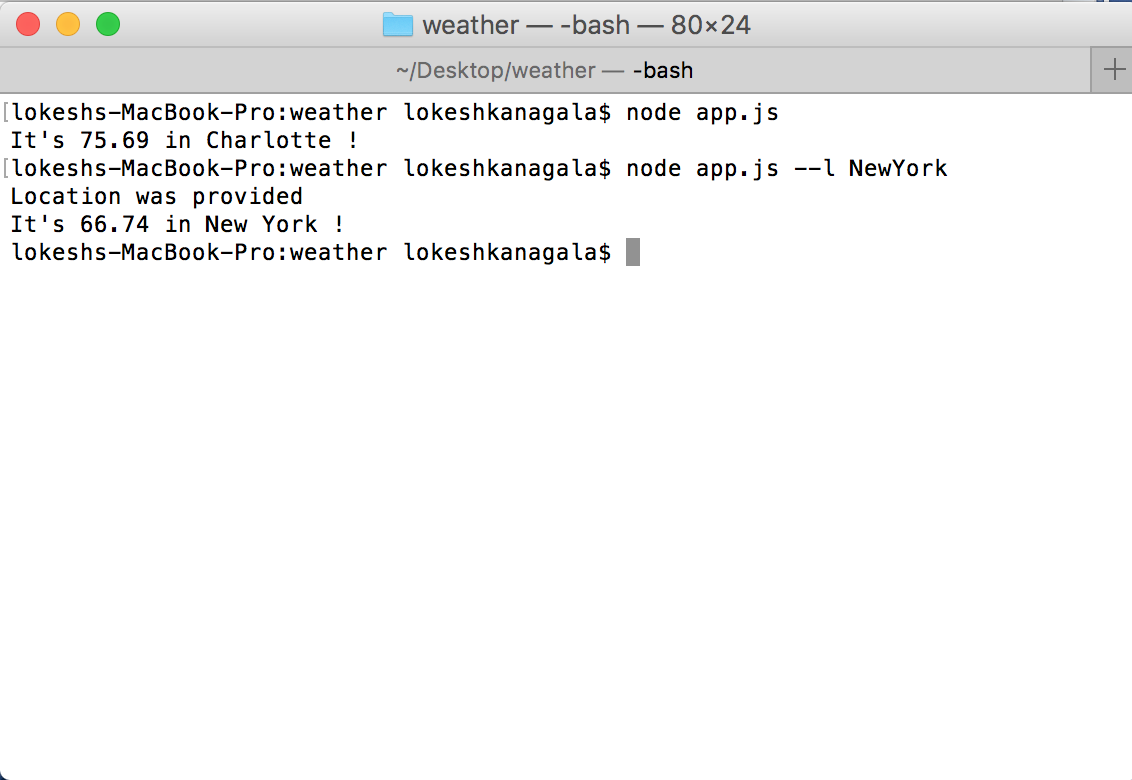 weather — -bash — 80×24
~/Desktop/weather — -bash
[lokeshs-MacBook-Pro:weather lokeshkanagala$ node app.js
It's 75.69 in Charlotte !
[lokeshs-MacBook-Pro:weather lokeshkanagala$ node app.js --l NewYork
Location was provided
It's 66.74 in New York !
lokeshs-MacBook-Pro:weather lokeshkanagala$